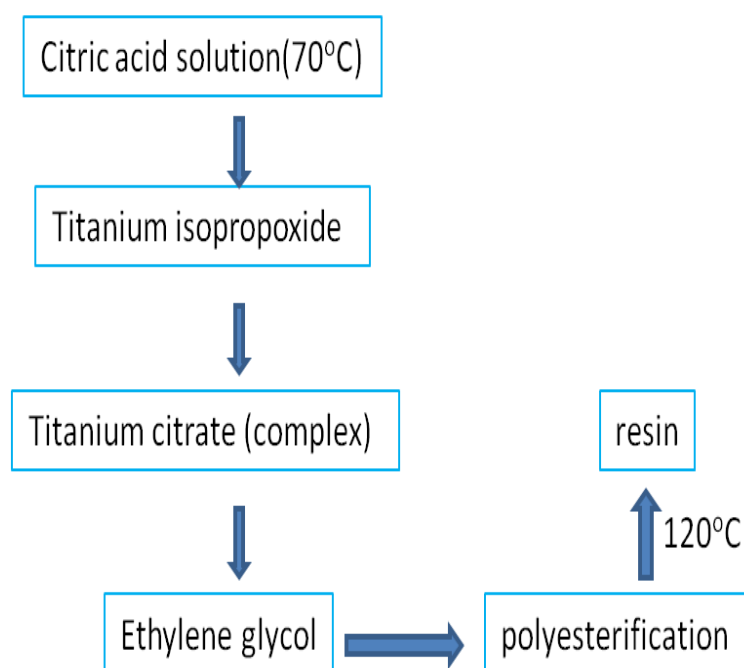 Citric acid solution(70°C)
Titanium isopropoxide
Titanium citrate (complex)
Ethylene glycol
polyesterification
120°C
resin